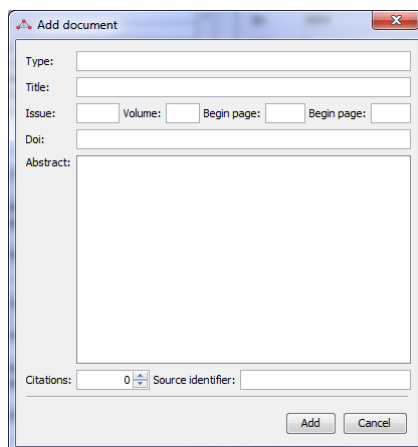 Add document
Type:
Title:
Issue: Volume: Begin page: Begin page:
Doi:
Abstract:
Citations: 0 Source identifier:
Add Cancel